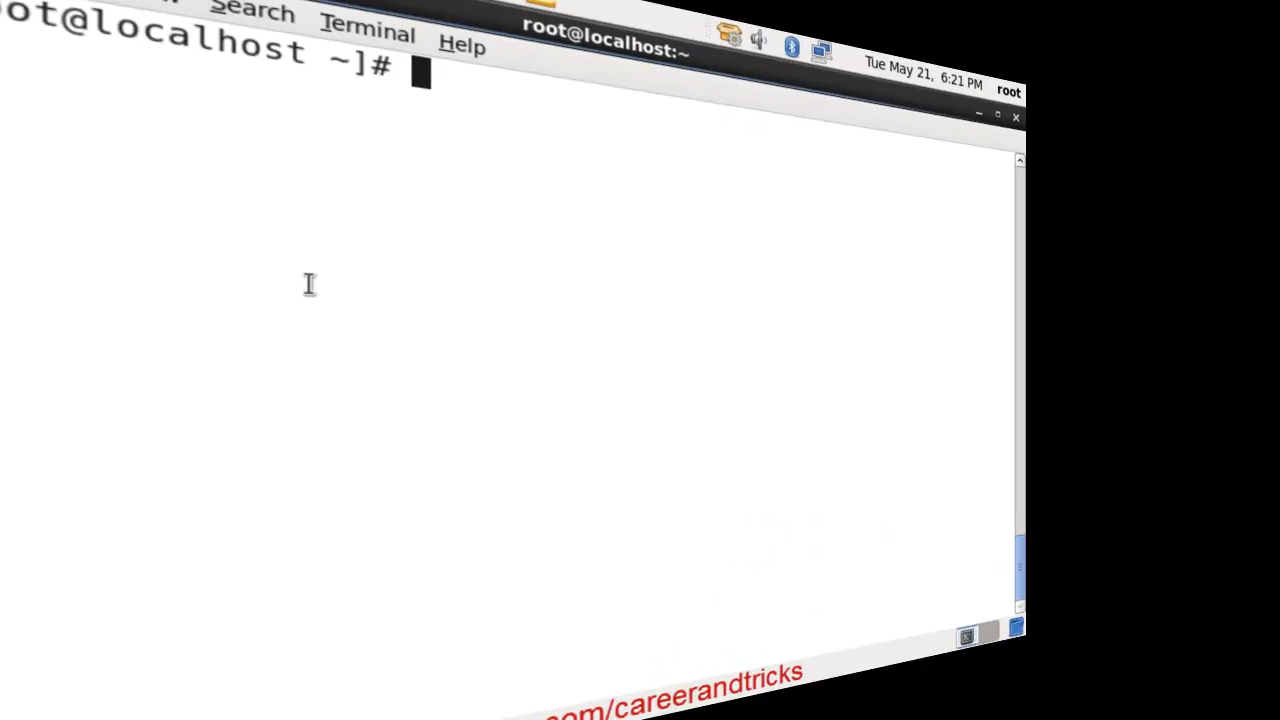 Tue May 21, 6:21 PM root
root@localhost:~
Search Terminal Help
ot@localhost ~]#
com/careerandtricks